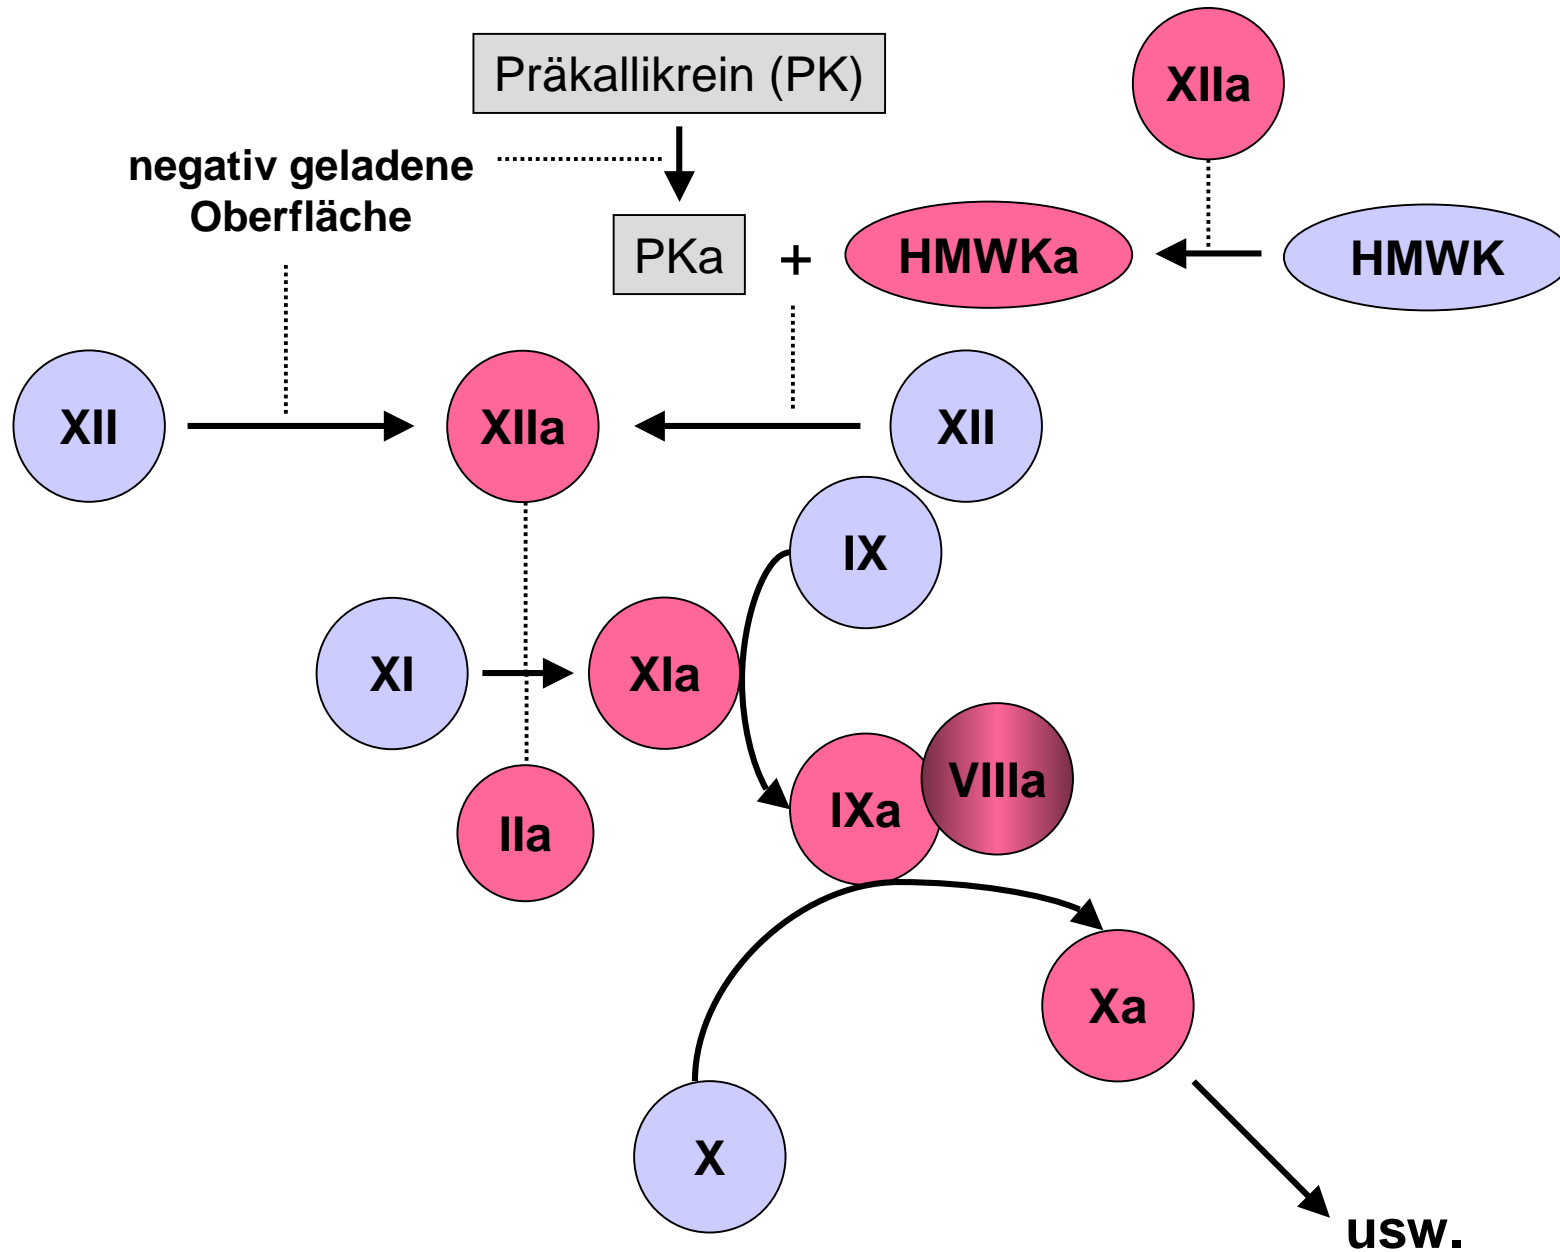 Präkallikrein (PK)
XIIa
negativ geladene
Oberfläche
PKa
+
HMWKa
HMWK
XII
XIIa
XII
IX
XI
XIa
VIIIa
IXa
IIa
Xa
X
usw.